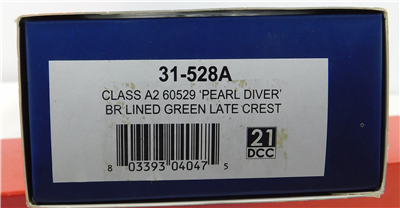 31-528A
CLASS A2 60529 'PEARL DIVER'
BR LINED GREEN LATE CREST
21
DCC
8 03393 04047 5